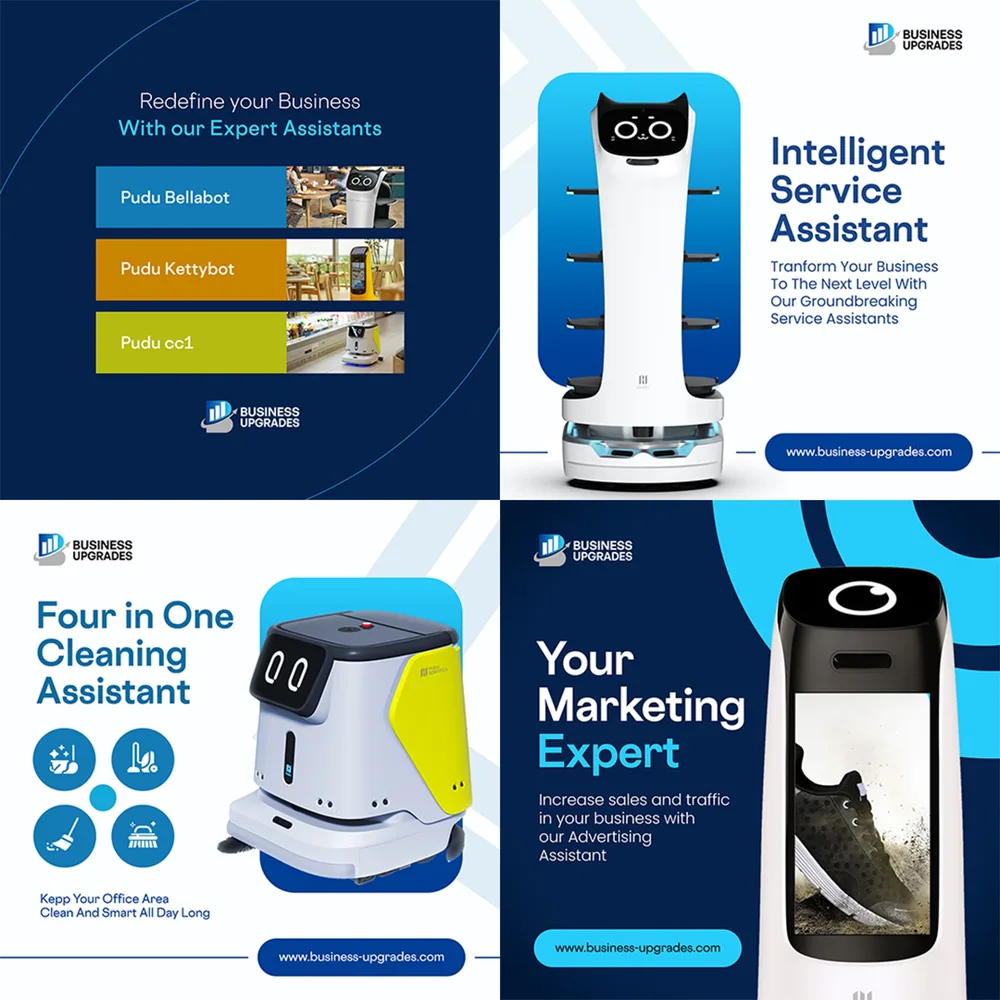 Redefine your Business
With our Expert Assistants
Pudu Bellabot
Pudu Kettybot
Pudu cc1
BUSINESS
UPGRADES
BUSINESS
UPGRADES
Intelligent
Service
Assistant
Tranform Your Business
To The Next Level With
Our Groundbreaking
Service Assistants
www.business-upgrades.com
BUSINESS
UPGRADES
Four in One
Cleaning
Assistant
Kepp Your Office Area
Clean And Smart All Day Long
www.business-upgrades.com
BUSINESS
UPGRADES
Your
Marketing
Expert
Increase sales and traffic
in your business with
our Advertising
Assistant
www.business-upgrades.com